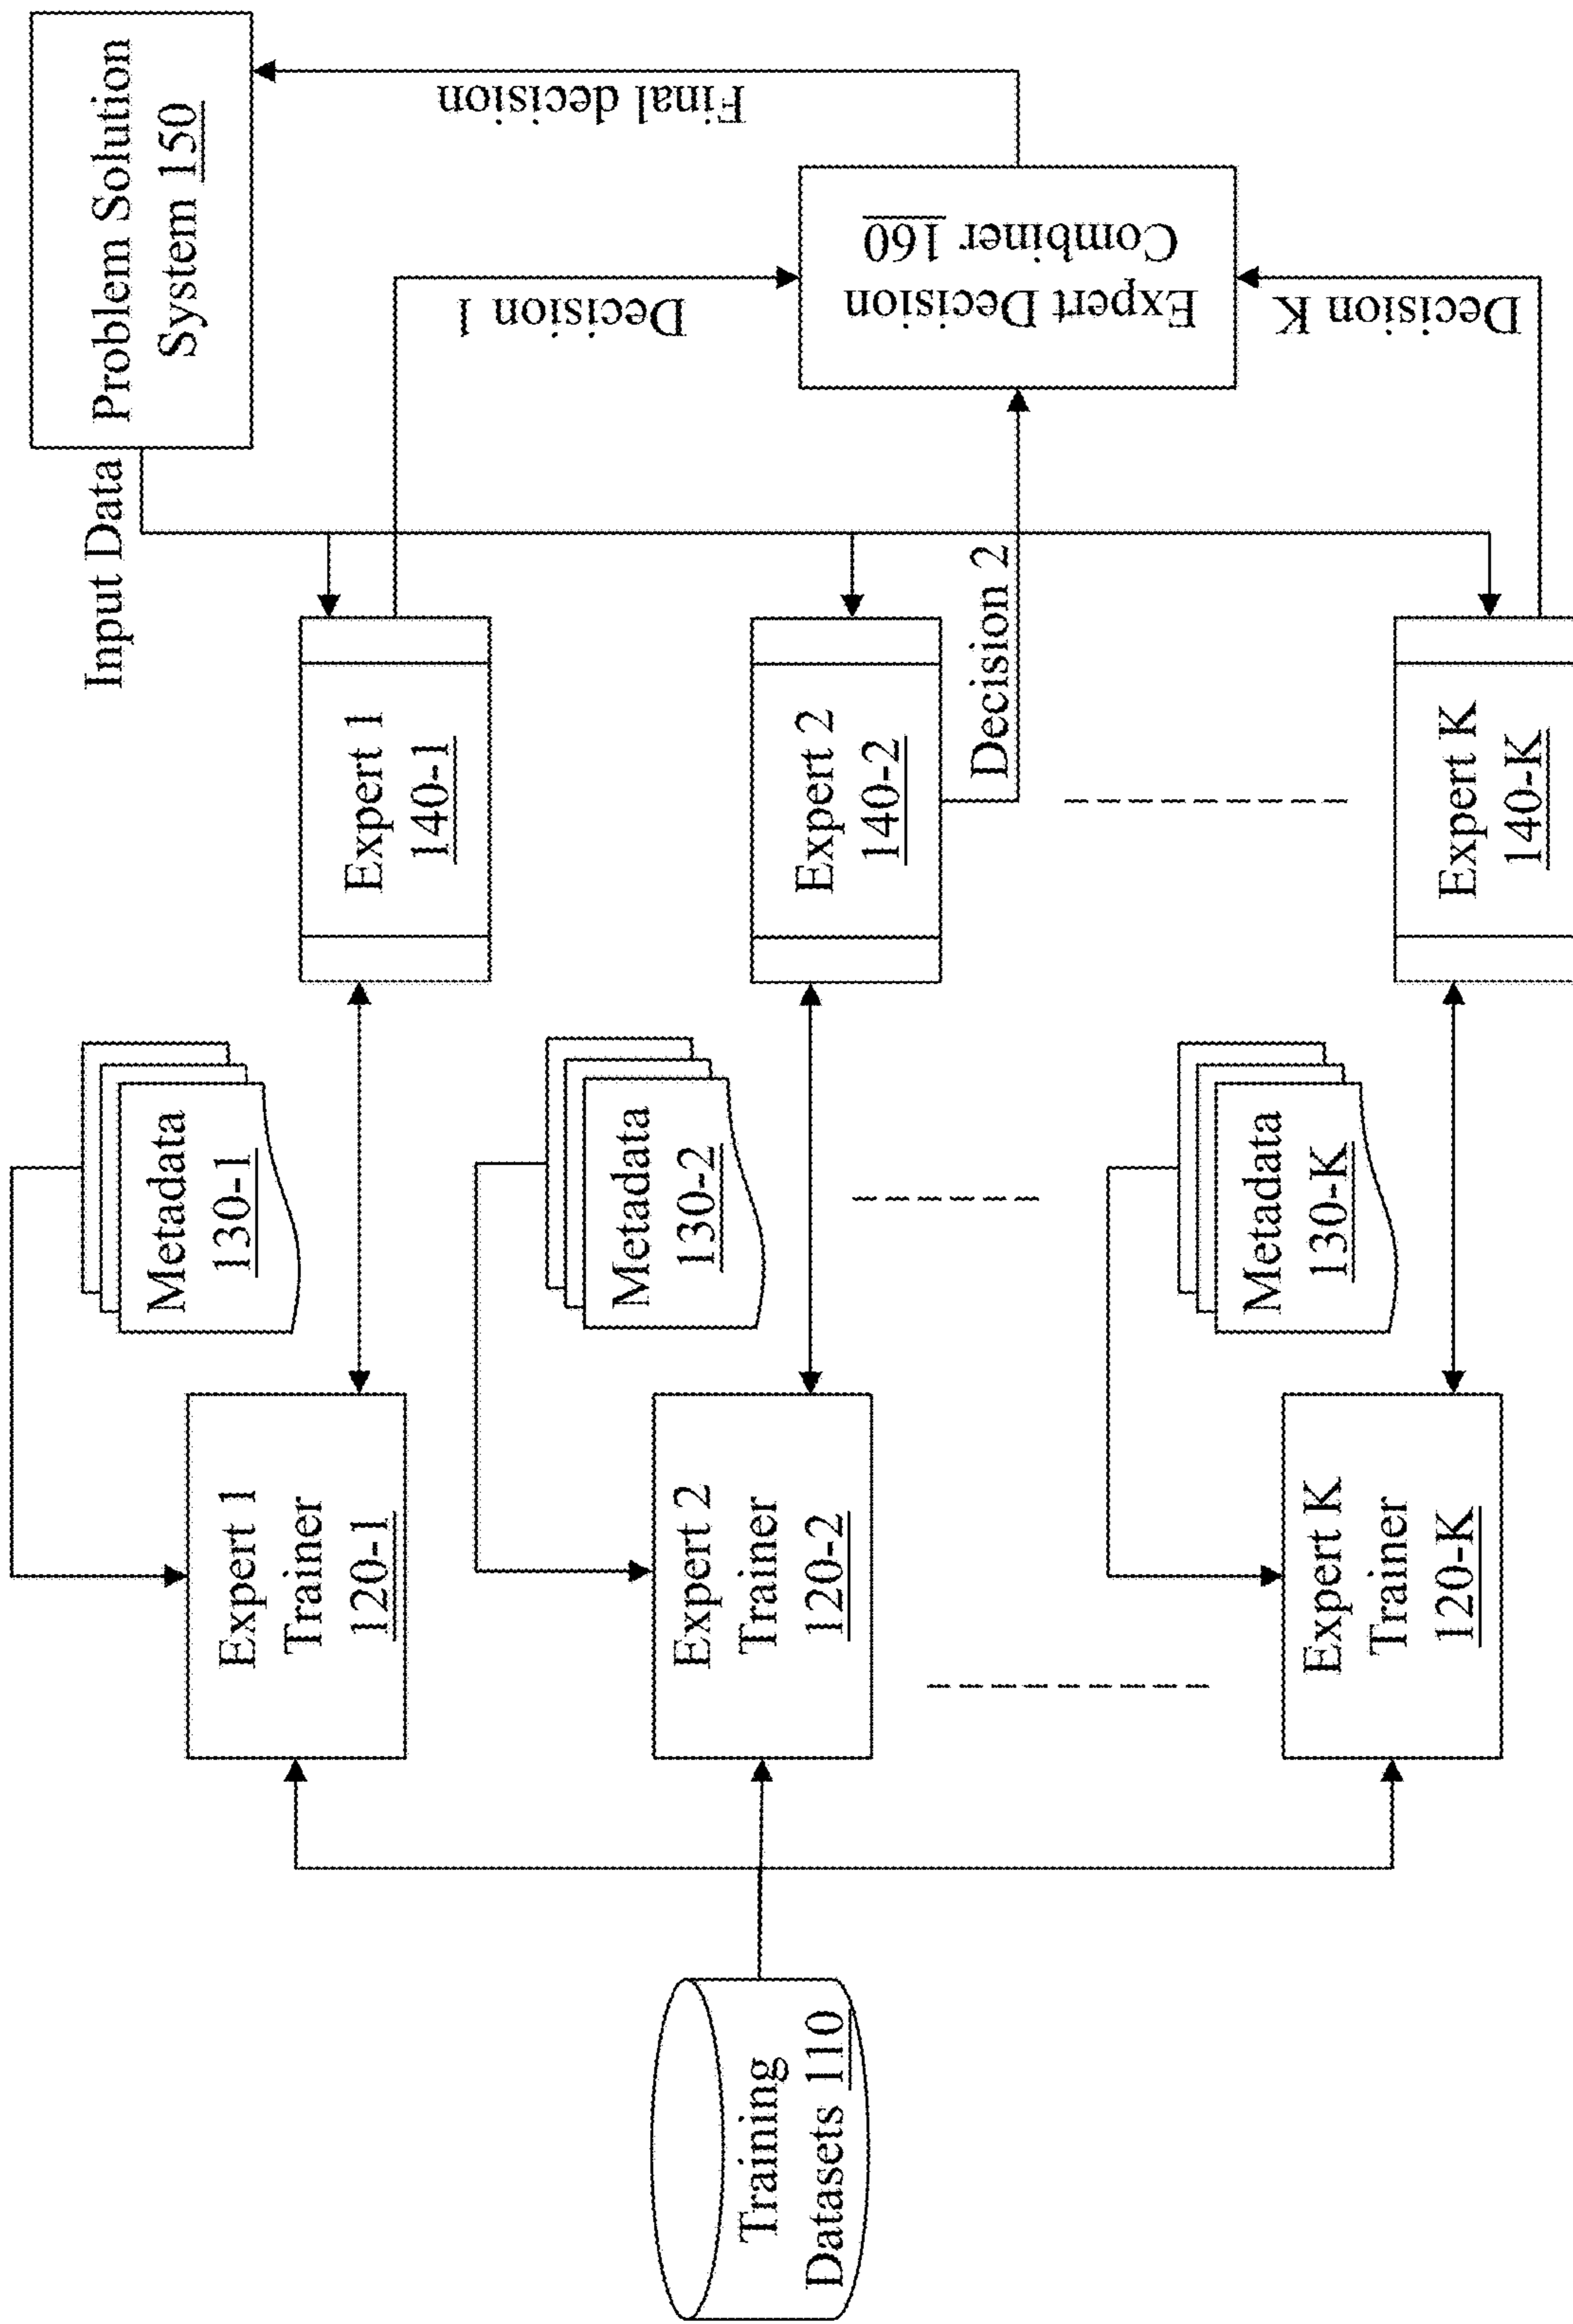 Problem Solution
System 150
Input Data
Final decision
Expert Decision
Combiner 160
Decision 1
Decision 2
Decision K
Expert 1
140-1
Expert 2
140-2
Expert K
140-K
Metadata
130-1
Metadata
130-2
Metadata
130-K
Expert 1
Trainer
120-1
Expert 2
Trainer
120-2
Expert K
Trainer
120-K
Training
Datasets 110